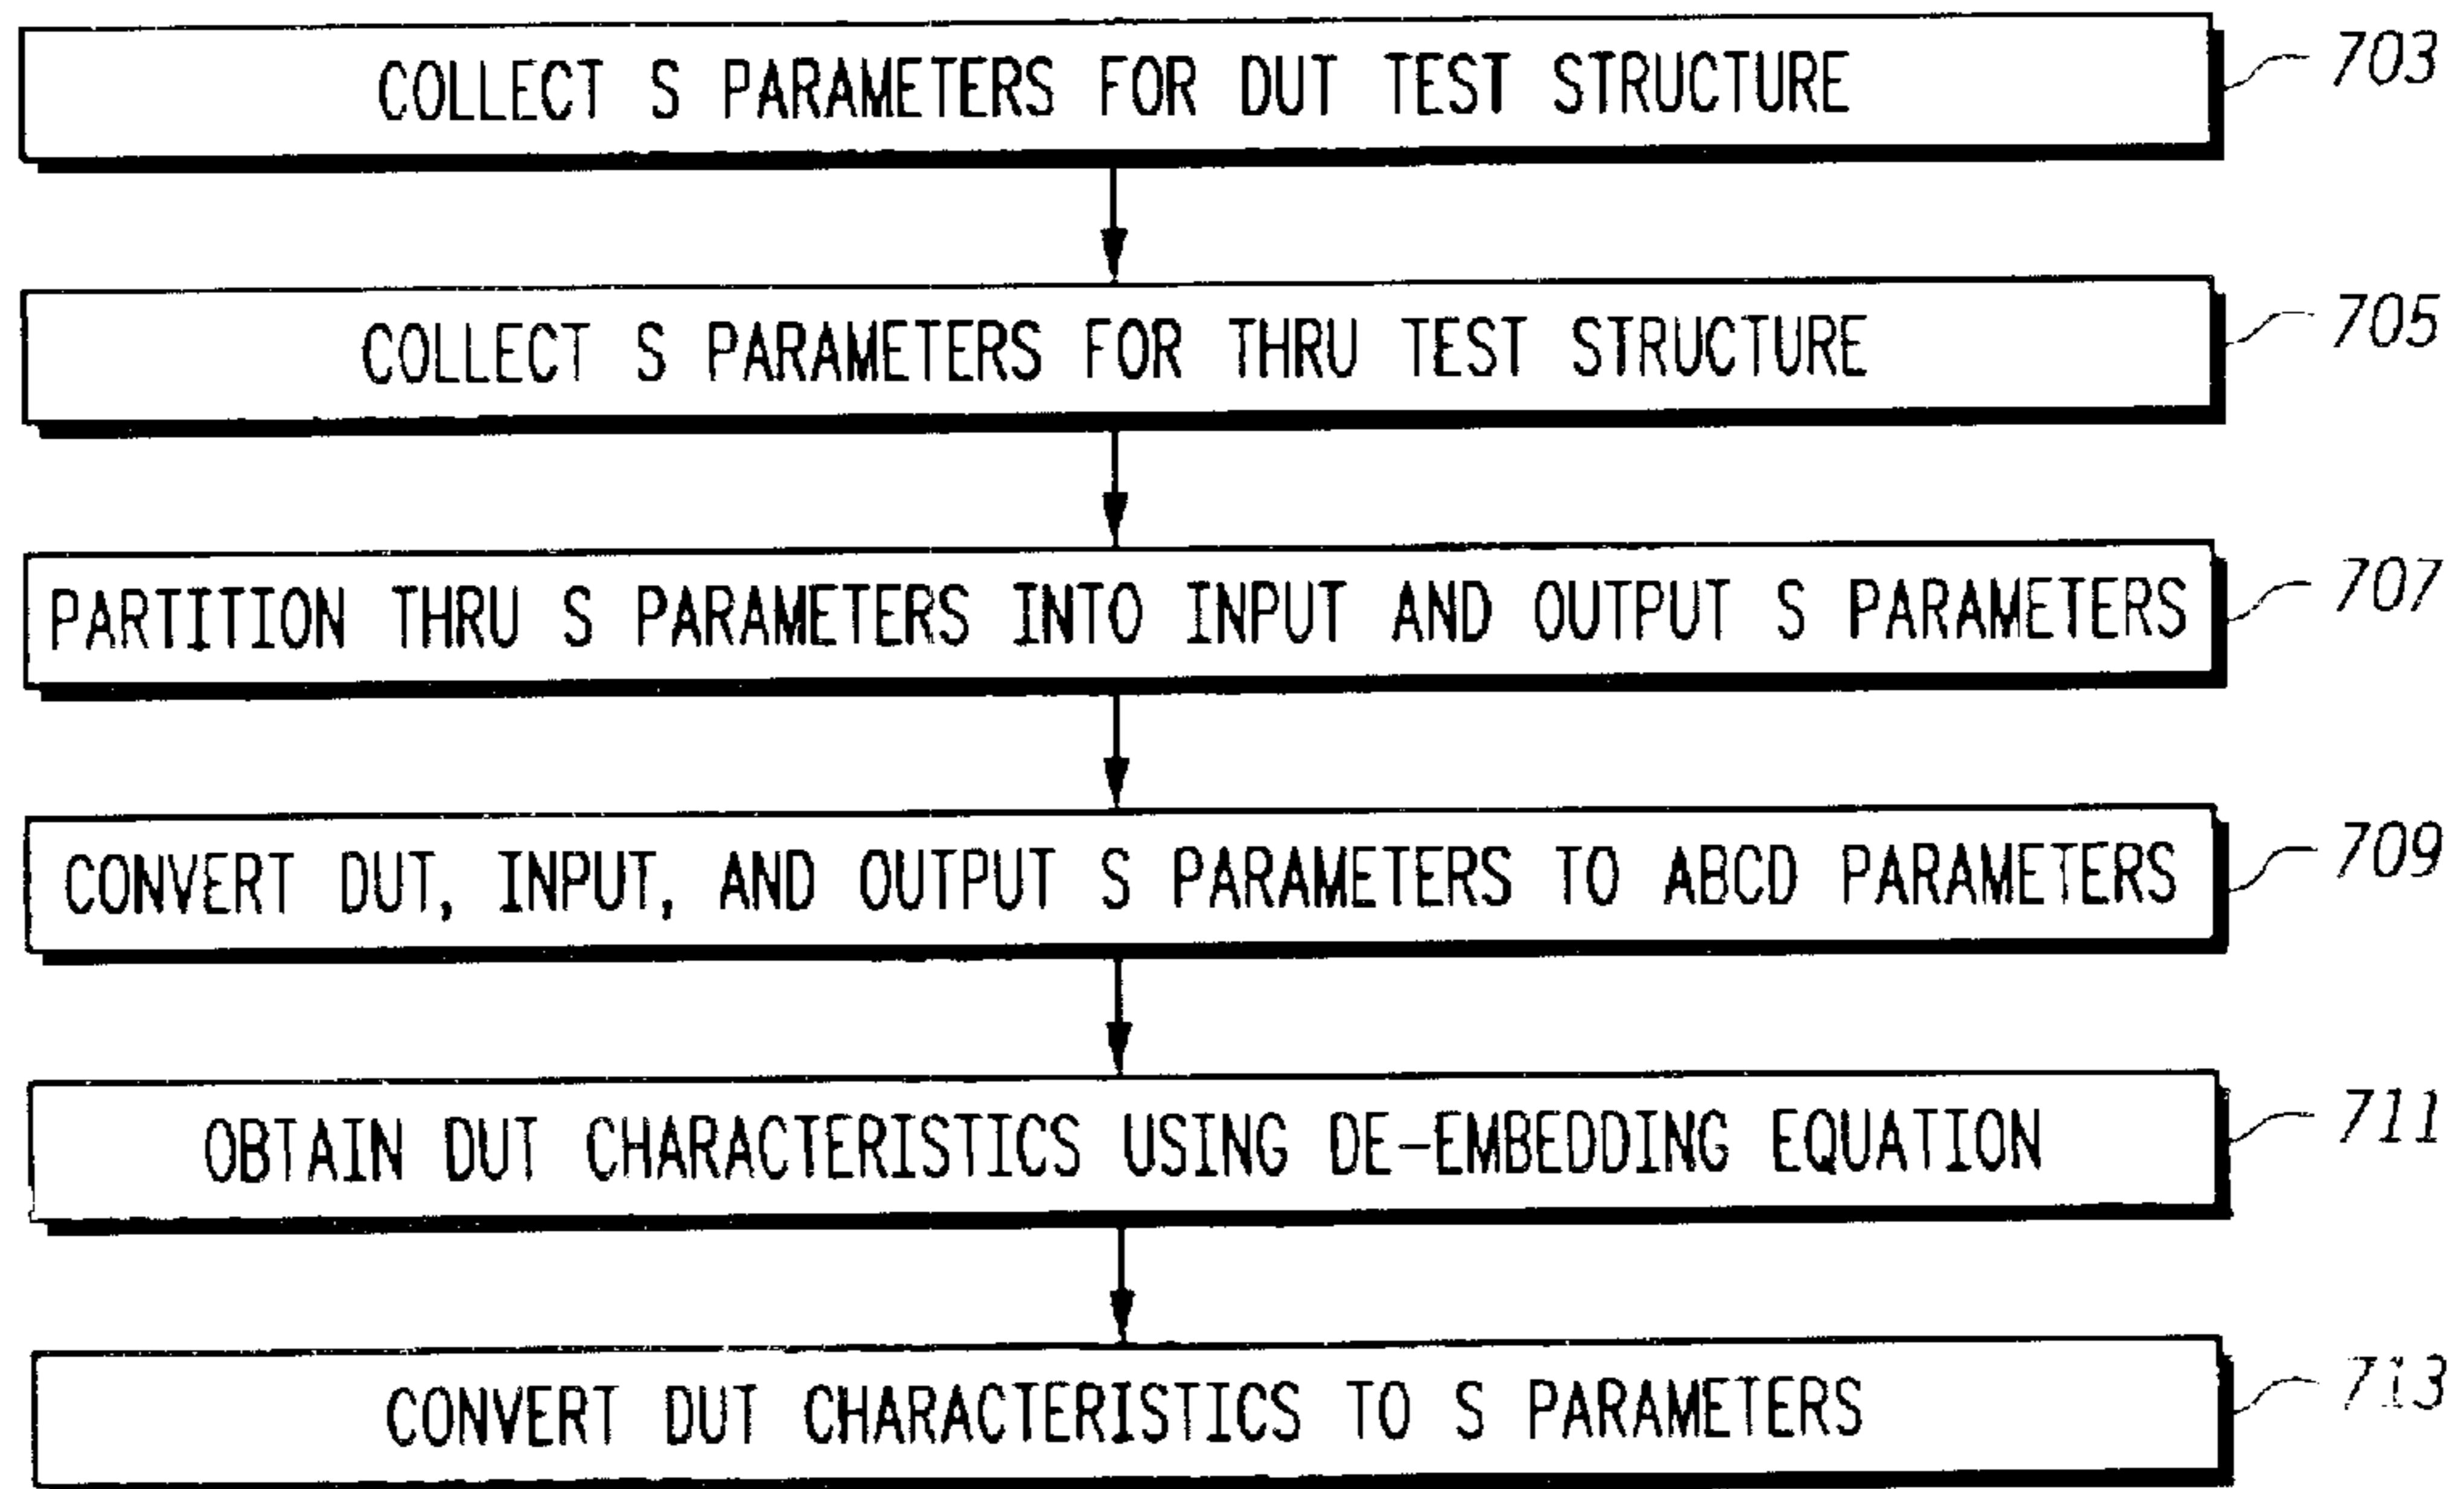 COLLECT S PARAMETERS FOR DUT TEST STRUCTURE 703
COLLECT S PARAMETERS FOR THRU TEST STRUCTURE 705
PARTITION THRU S PARAMETERS INTO INPUT AND OUTPUT S PARAMETERS 707
CONVERT DUT, INPUT, AND OUTPUT S PARAMETERS TO ABCD PARAMETERS 709
OBTAIN DUT CHARACTERISTICS USING DE-EMBEDDING EQUATION 711
CONVERT DUT CHARACTERISTICS TO S PARAMETERS 713